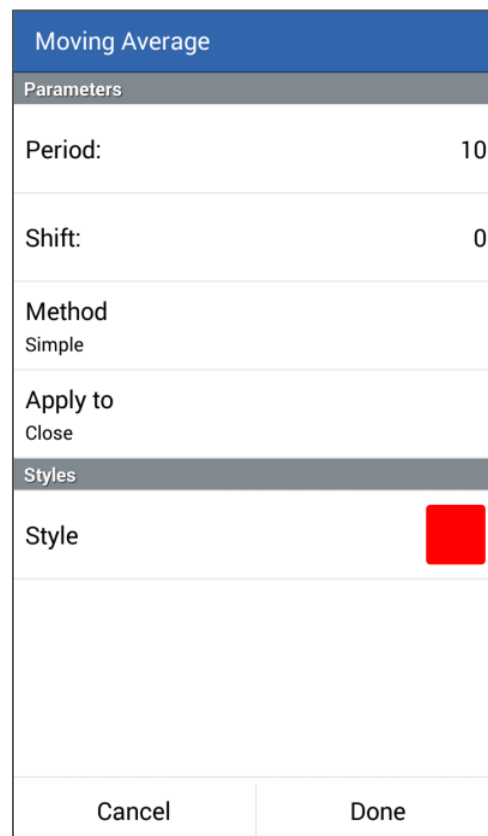 Moving Average
Parameters
Period: 10
Shift: 0
Method
Simple
Apply to
Close
Styles
Style
Cancel Done